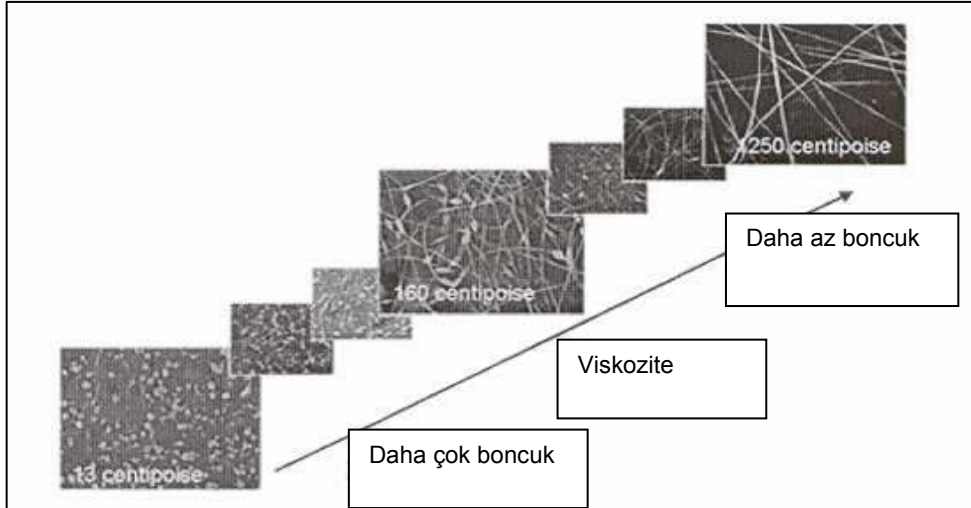 1250 centipoise
Daha az boncuk
160 centipoise
Viskozite
Daha çok boncuk
13 centipoise